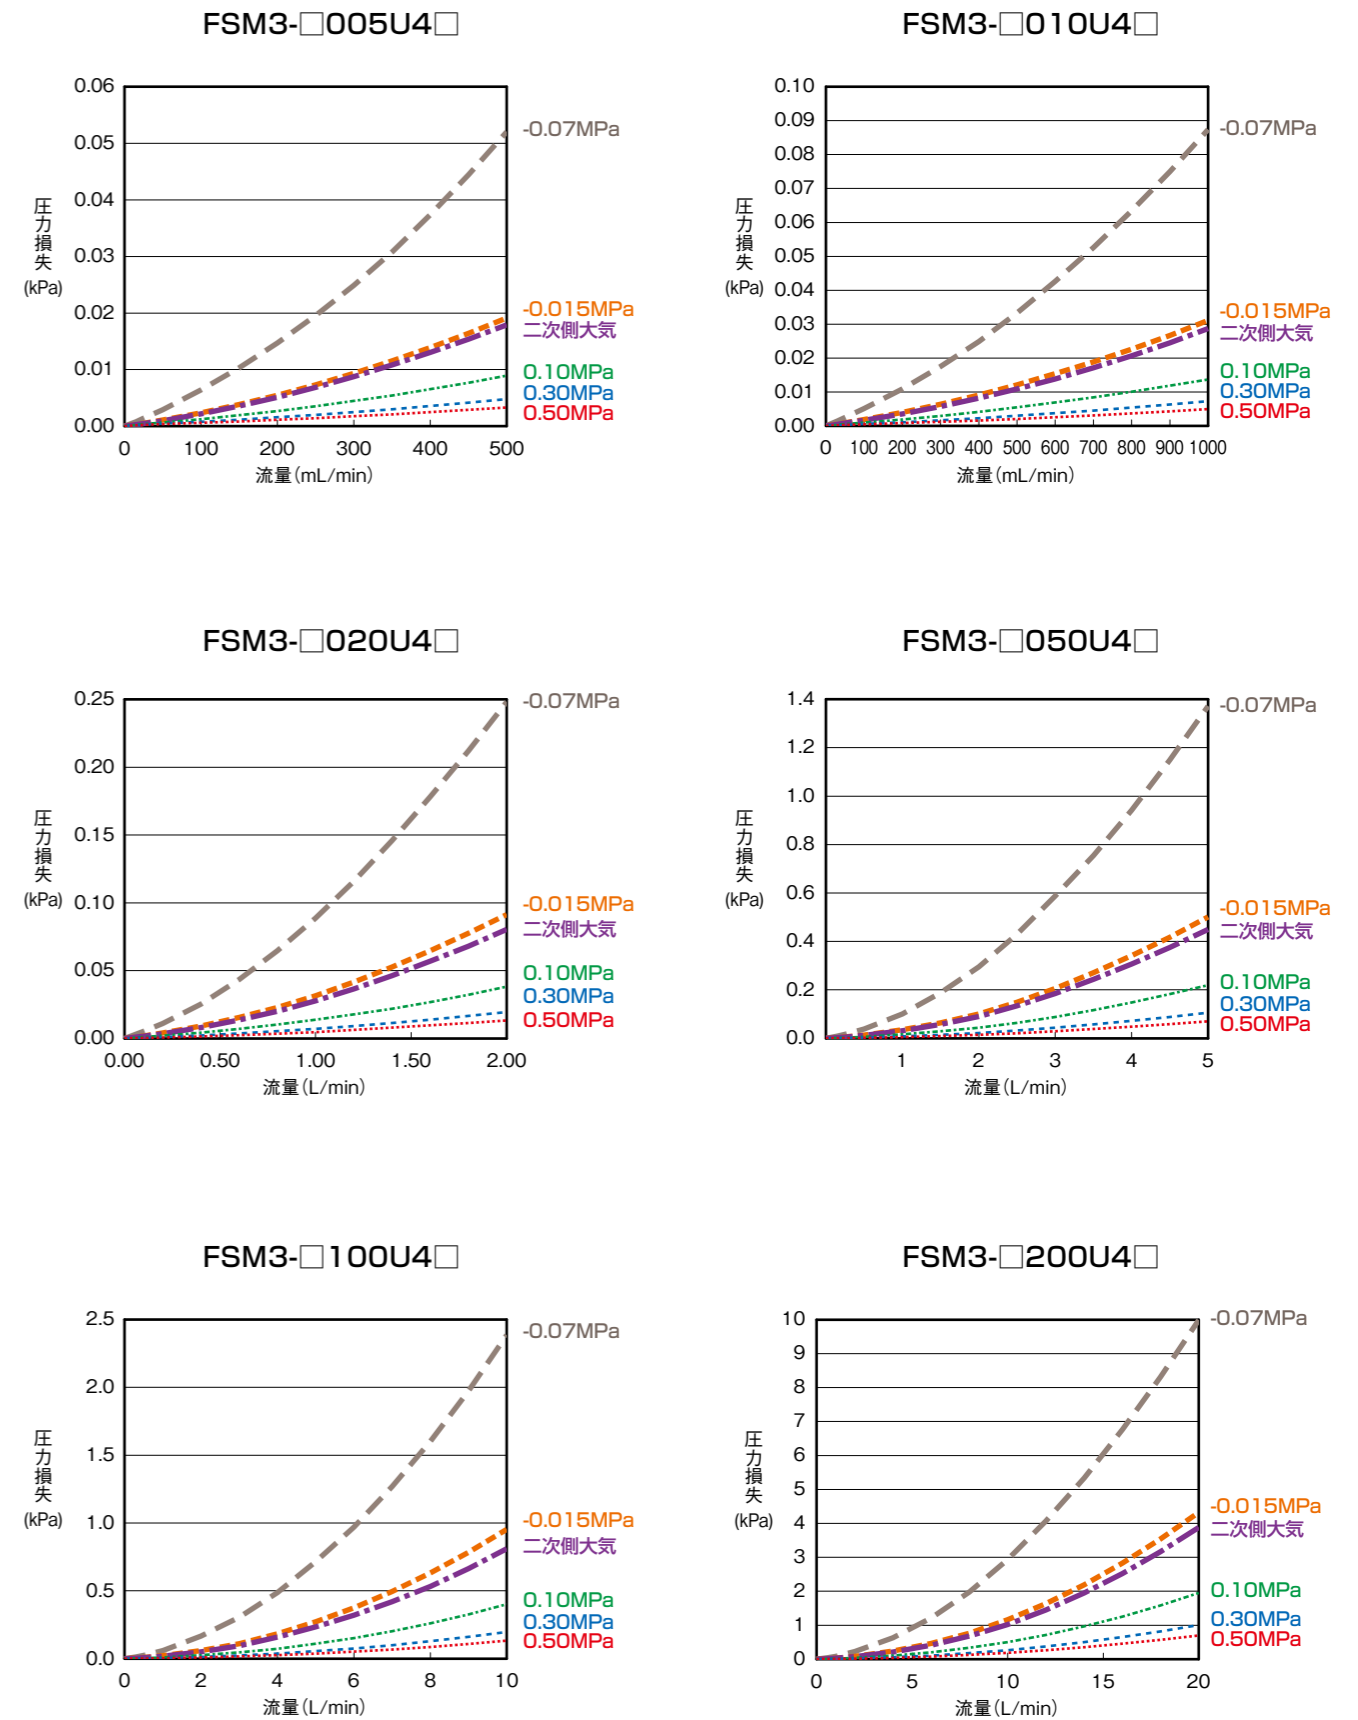 FSM3-□005U4□
0.06
0.05
0.04
0.03
0.02
0.01
0.00
圧力損失
(kPa)
0 100 200 300 400 500
流量(mL/min)
-0.07MPa
-0.015MPa
二次側大気
0.10MPa
0.30MPa
0.50MPa
FSM3-□010U4□
0.10
0.09
0.08
0.07
0.06
0.05
0.04
0.03
0.02
0.01
0.00
圧力損失
(kPa)
0 100 200 300 400 500 600 700 800 900 1000
流量(mL/min)
-0.07MPa
-0.015MPa
二次側大気
0.10MPa
0.30MPa
0.50MPa
FSM3-□020U4□
0.25
0.20
0.15
0.10
0.05
0.00
圧力損失
(kPa)
0.00 0.50 1.00 1.50 2.00
流量(L/min)
-0.07MPa
-0.015MPa
二次側大気
0.10MPa
0.30MPa
0.50MPa
FSM3-□050U4□
1.4
1.2
1.0
0.8
0.6
0.4
0.2
0.0
圧力損失
(kPa)
1 2 3 4 5
流量(L/min)
-0.07MPa
-0.015MPa
二次側大気
0.10MPa
0.30MPa
0.50MPa
FSM3-□100U4□
2.5
2.0
1.5
1.0
0.5
0.0
圧力損失
(kPa)
0 2 4 6 8 10
流量(L/min)
-0.07MPa
-0.015MPa
二次側大気
0.10MPa
0.30MPa
0.50MPa
FSM3-□200U4□
10
9
8
7
6
5
4
3
2
1
0
圧力損失
(kPa)
0 5 10 15 20
流量(L/min)
-0.07MPa
-0.015MPa
二次側大気
0.10MPa
0.30MPa
0.50MPa